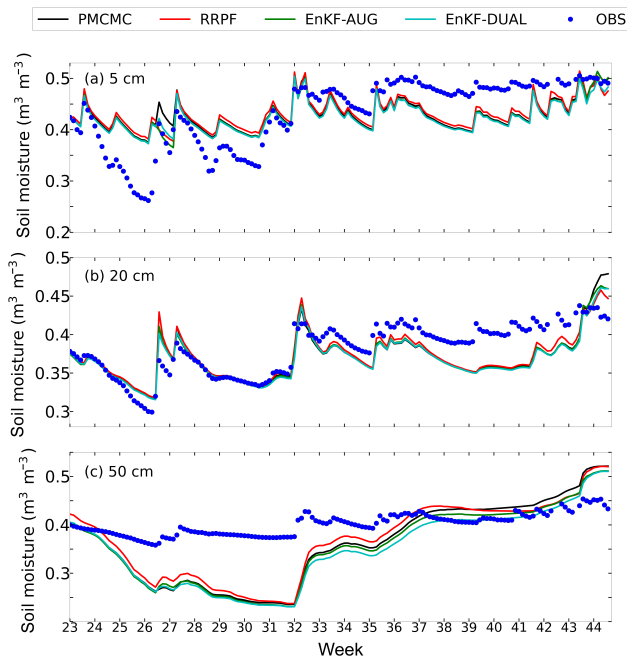 PMCMC RRPF EnKF-AUG EnKF-DUAL OBS
(a) 5 cm
Soil moisture (m³ m⁻³)
0.5
0.4
0.3
0.2
(b) 20 cm
Soil moisture (m³ m⁻³)
0.5
0.45
0.4
0.35
0.3
(c) 50 cm
Soil moisture (m³ m⁻³)
0.5
0.4
0.3
23 24 25 26 27 28 29 30 31 32 33 34 35 36 37 38 39 40 41 42 43 44
Week